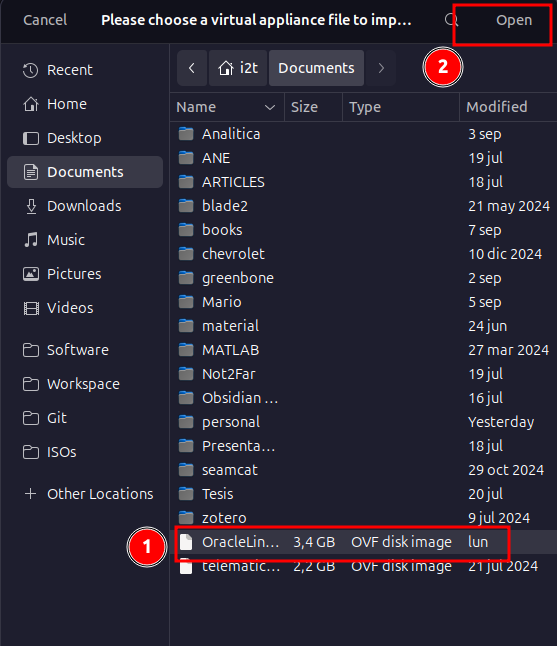 Cancel Please choose a virtual appliance file to imp... Open
2
Recent
Home
Desktop
Documents
Downloads
Music
Pictures
Videos
Software
Workspace
Git
ISOs
Other Locations
i2t Documents
Name Size Type Modified
Analitica 3 sep
ANE 19 jul
ARTICLES 18 jul
blade2 21 may 2024
books 7 sep
chevrolet 10 dic 2024
greenbone 2 sep
Mario 5 sep
material 24 jun
MATLAB 27 mar 2024
Not2Far 19 jul
Obsidian ... 16 jul
personal Yesterday
Presenta... 18 jul
seamcat 29 oct 2024
Tesis 20 jul
zotero 9 jul 2024
1
OracleLin... 3,4 GB OVF disk image lun
telematic... 2,2 GB OVF disk image 21 jul 2024